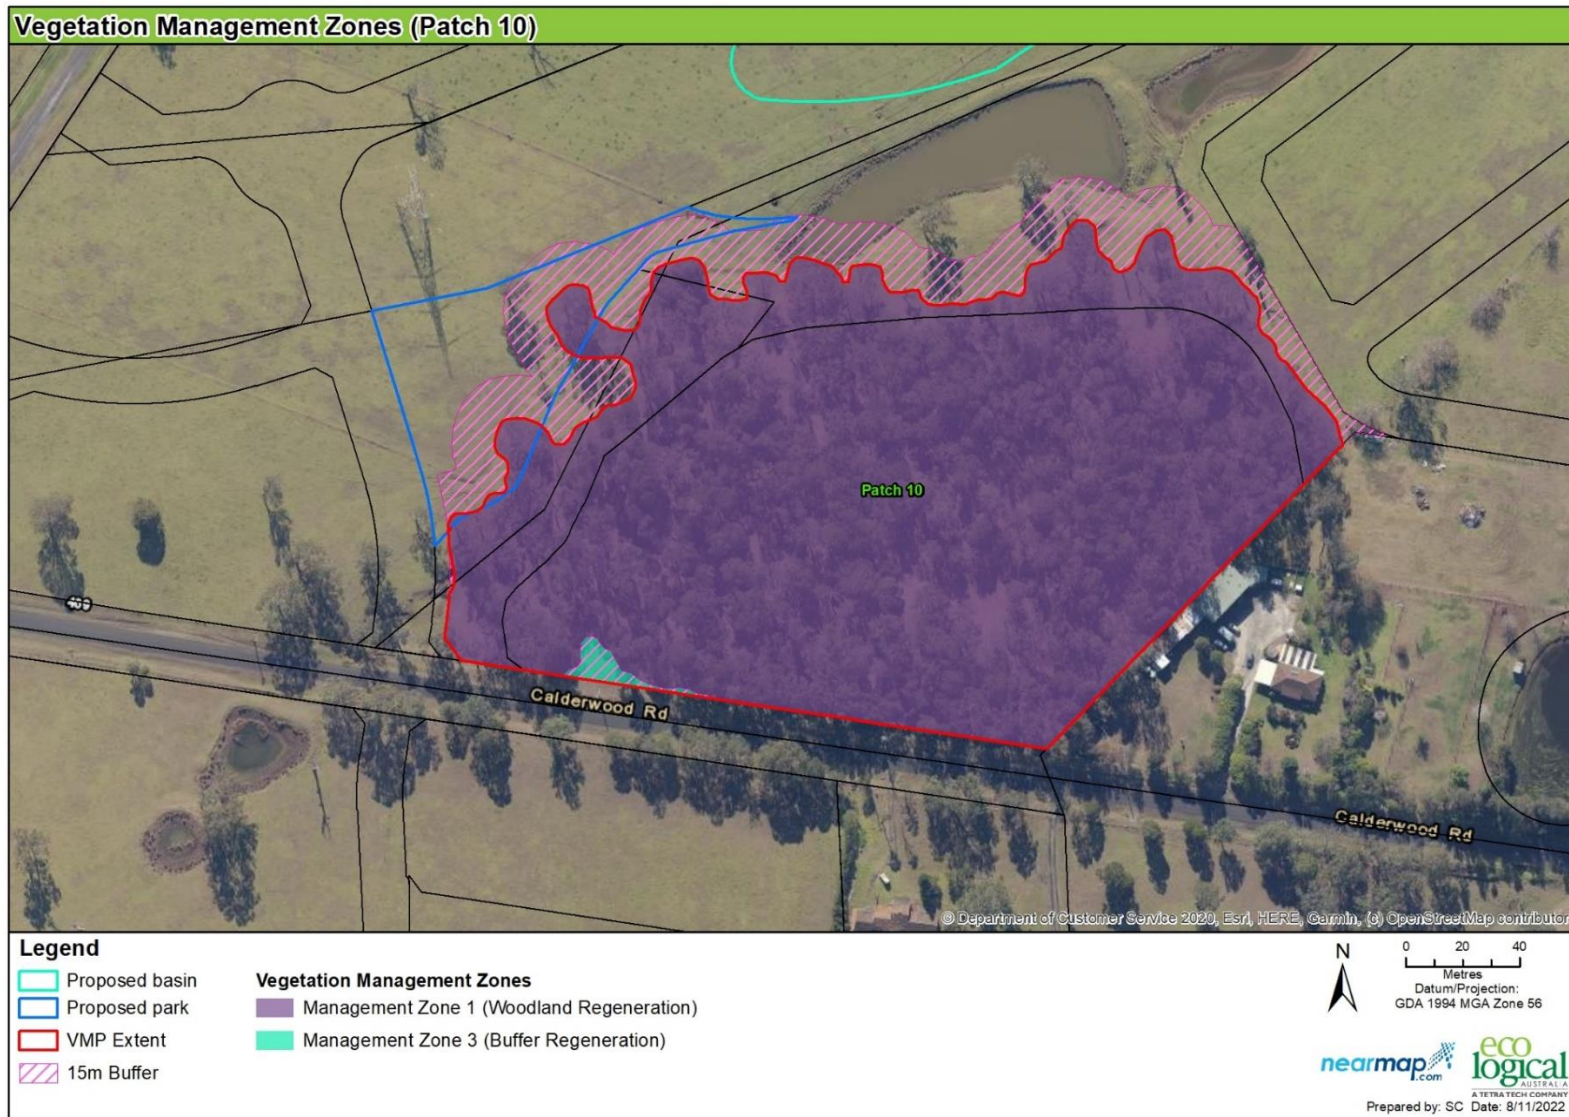 Vegetation Management Zones (Patch 10)
Patch 10
Calderwood Rd
Calderwood Rd
© Department of Customer Service 2020, Esri, HERE, Garmin, (c) OpenStreetMap contributor
Legend
Proposed basin
Proposed park
VMP Extent
15m Buffer
Vegetation Management Zones
Management Zone 1 (Woodland Regeneration)
Management Zone 3 (Buffer Regeneration)
N
0 20 40
Metres
Datum/Projection:
GDA 1994 MGA Zone 56
nearmap
.com
eco
logical
AUSTRALIA
A TETRA TECH COMPANY
Prepared by: SC Date: 8/11/2022